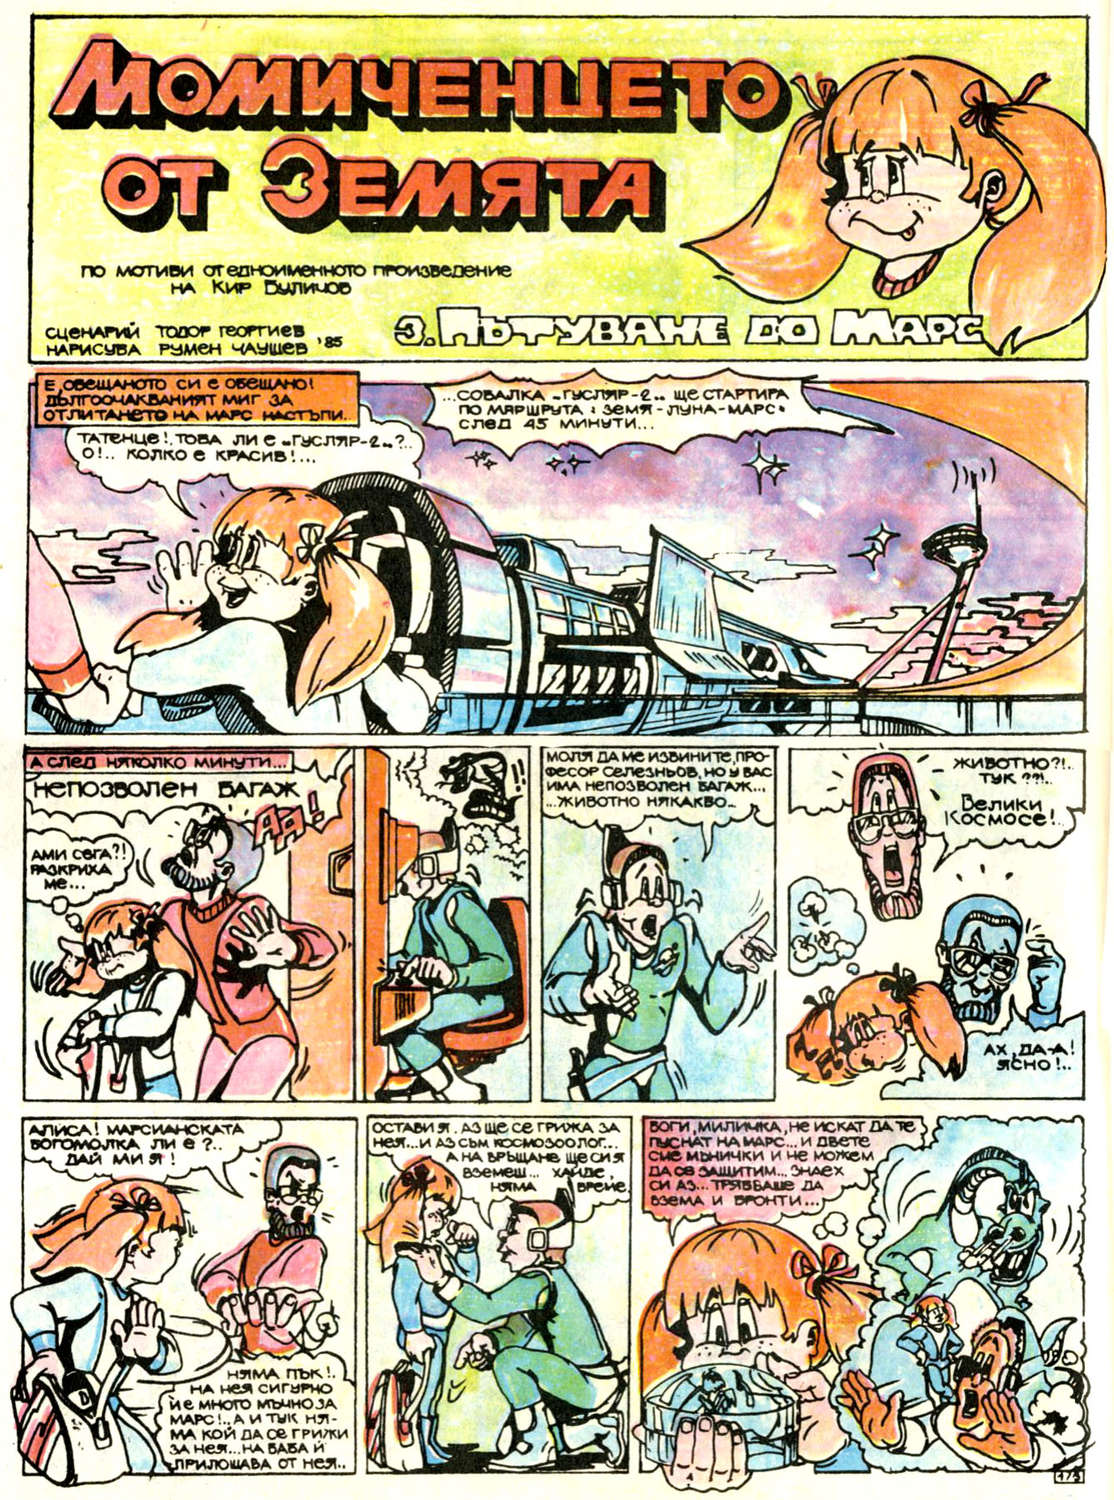 МОМИЧЕНЦЕТО
ОТ ЗЕМЯТА
ПО МОТИВИ ОТ ЕДНОИМЕННОТО ПРОИЗВЕДЕНИЕ
НА КИР БУЛИЧОВ
СЦЕНАРИЙ ТОДОР ГЕОРГИЕВ
НАРИСУВА РУМЕН ЧАУШЕВ '85
3. ПЪТУВАНЕ ДО МАРС
Е, ОБЕЩАНОТО СИ Е ОБЕЩАНО!
ДЪЛГООЧАКВАНИЯТ МИГ ЗА
ОТЛИТАНЕТО НА МАРС НАСТЪПИ...
ТАТЕНЦЕ!. ТОВА ЛИ Е „ГУСЛЯР-2“?..
О!.. КОЛКО Е КРАСИВ!...
...СОВАЛКА „ГУСЛЯР-2“ ЩЕ СТАРТИРА
ПО МАРШРУТА: ЗЕМЯ-ЛУНА-МАРС
СЛЕД 45 МИНУТИ...
А СЛЕД НЯКОЛКО МИНУТИ...
НЕПОЗВОЛЕН БАГАЖ
АА!
АМИ СЕГА?!
РАЗКРИХА
МЕ...
!!
МОЛЯ ДА МЕ ИЗВИНИТЕ, ПРО-
ФЕСОР СЕЛЕЗНЬОВ, НО У ВАС
ИМА НЕПОЗВОЛЕН БАГАЖ...
...ЖИВОТНО НЯКАКВО..
ЖИВОТНО?!..
ТУК ??!..
ВЕЛИКИ
КОСМОСЕ!..
АХ, ДА-А!
ЯСНО!..
АЛИСА! МАРСИАНСКАТА
БОГОМОЛКА ЛИ Е?..
ДАЙ МИ Я!
НЯМА ПЪК!.
НА НЕЯ СИГУРНО
Й Е МНОГО МЪЧНО ЗА
МАРС!.. А И ТУК НЯ-
МА КОЙ ДА СЕ ГРИЖИ
ЗА НЕЯ... НА БАБА Й
ПРИЛОШАВА ОТ НЕЯ..
ОСТАВИ Я. АЗ ЩЕ СЕ ГРИЖА ЗА
НЕЯ... И АЗ СЪМ КОСМОЗООЛОГ...
А НА ВРЪЩАНЕ ЩЕ СИ Я
ВЗЕМЕШ... ХАЙДЕ,
НЯМА ВРЕМЕ.
БОГИ, МИЛИЧКА, НЕ ИСКАТ ДА ТЕ
ПУСНАТ НА МАРС... И ДВЕТЕ
СМЕ МЪНИЧКИ И НЕ МОЖЕМ
ДА СЕ ЗАЩИТИМ... ЗНАЕХ
СИ АЗ... ТРЯБВАШЕ ДА
ВЗЕМА И БРОНТИ...
1/3